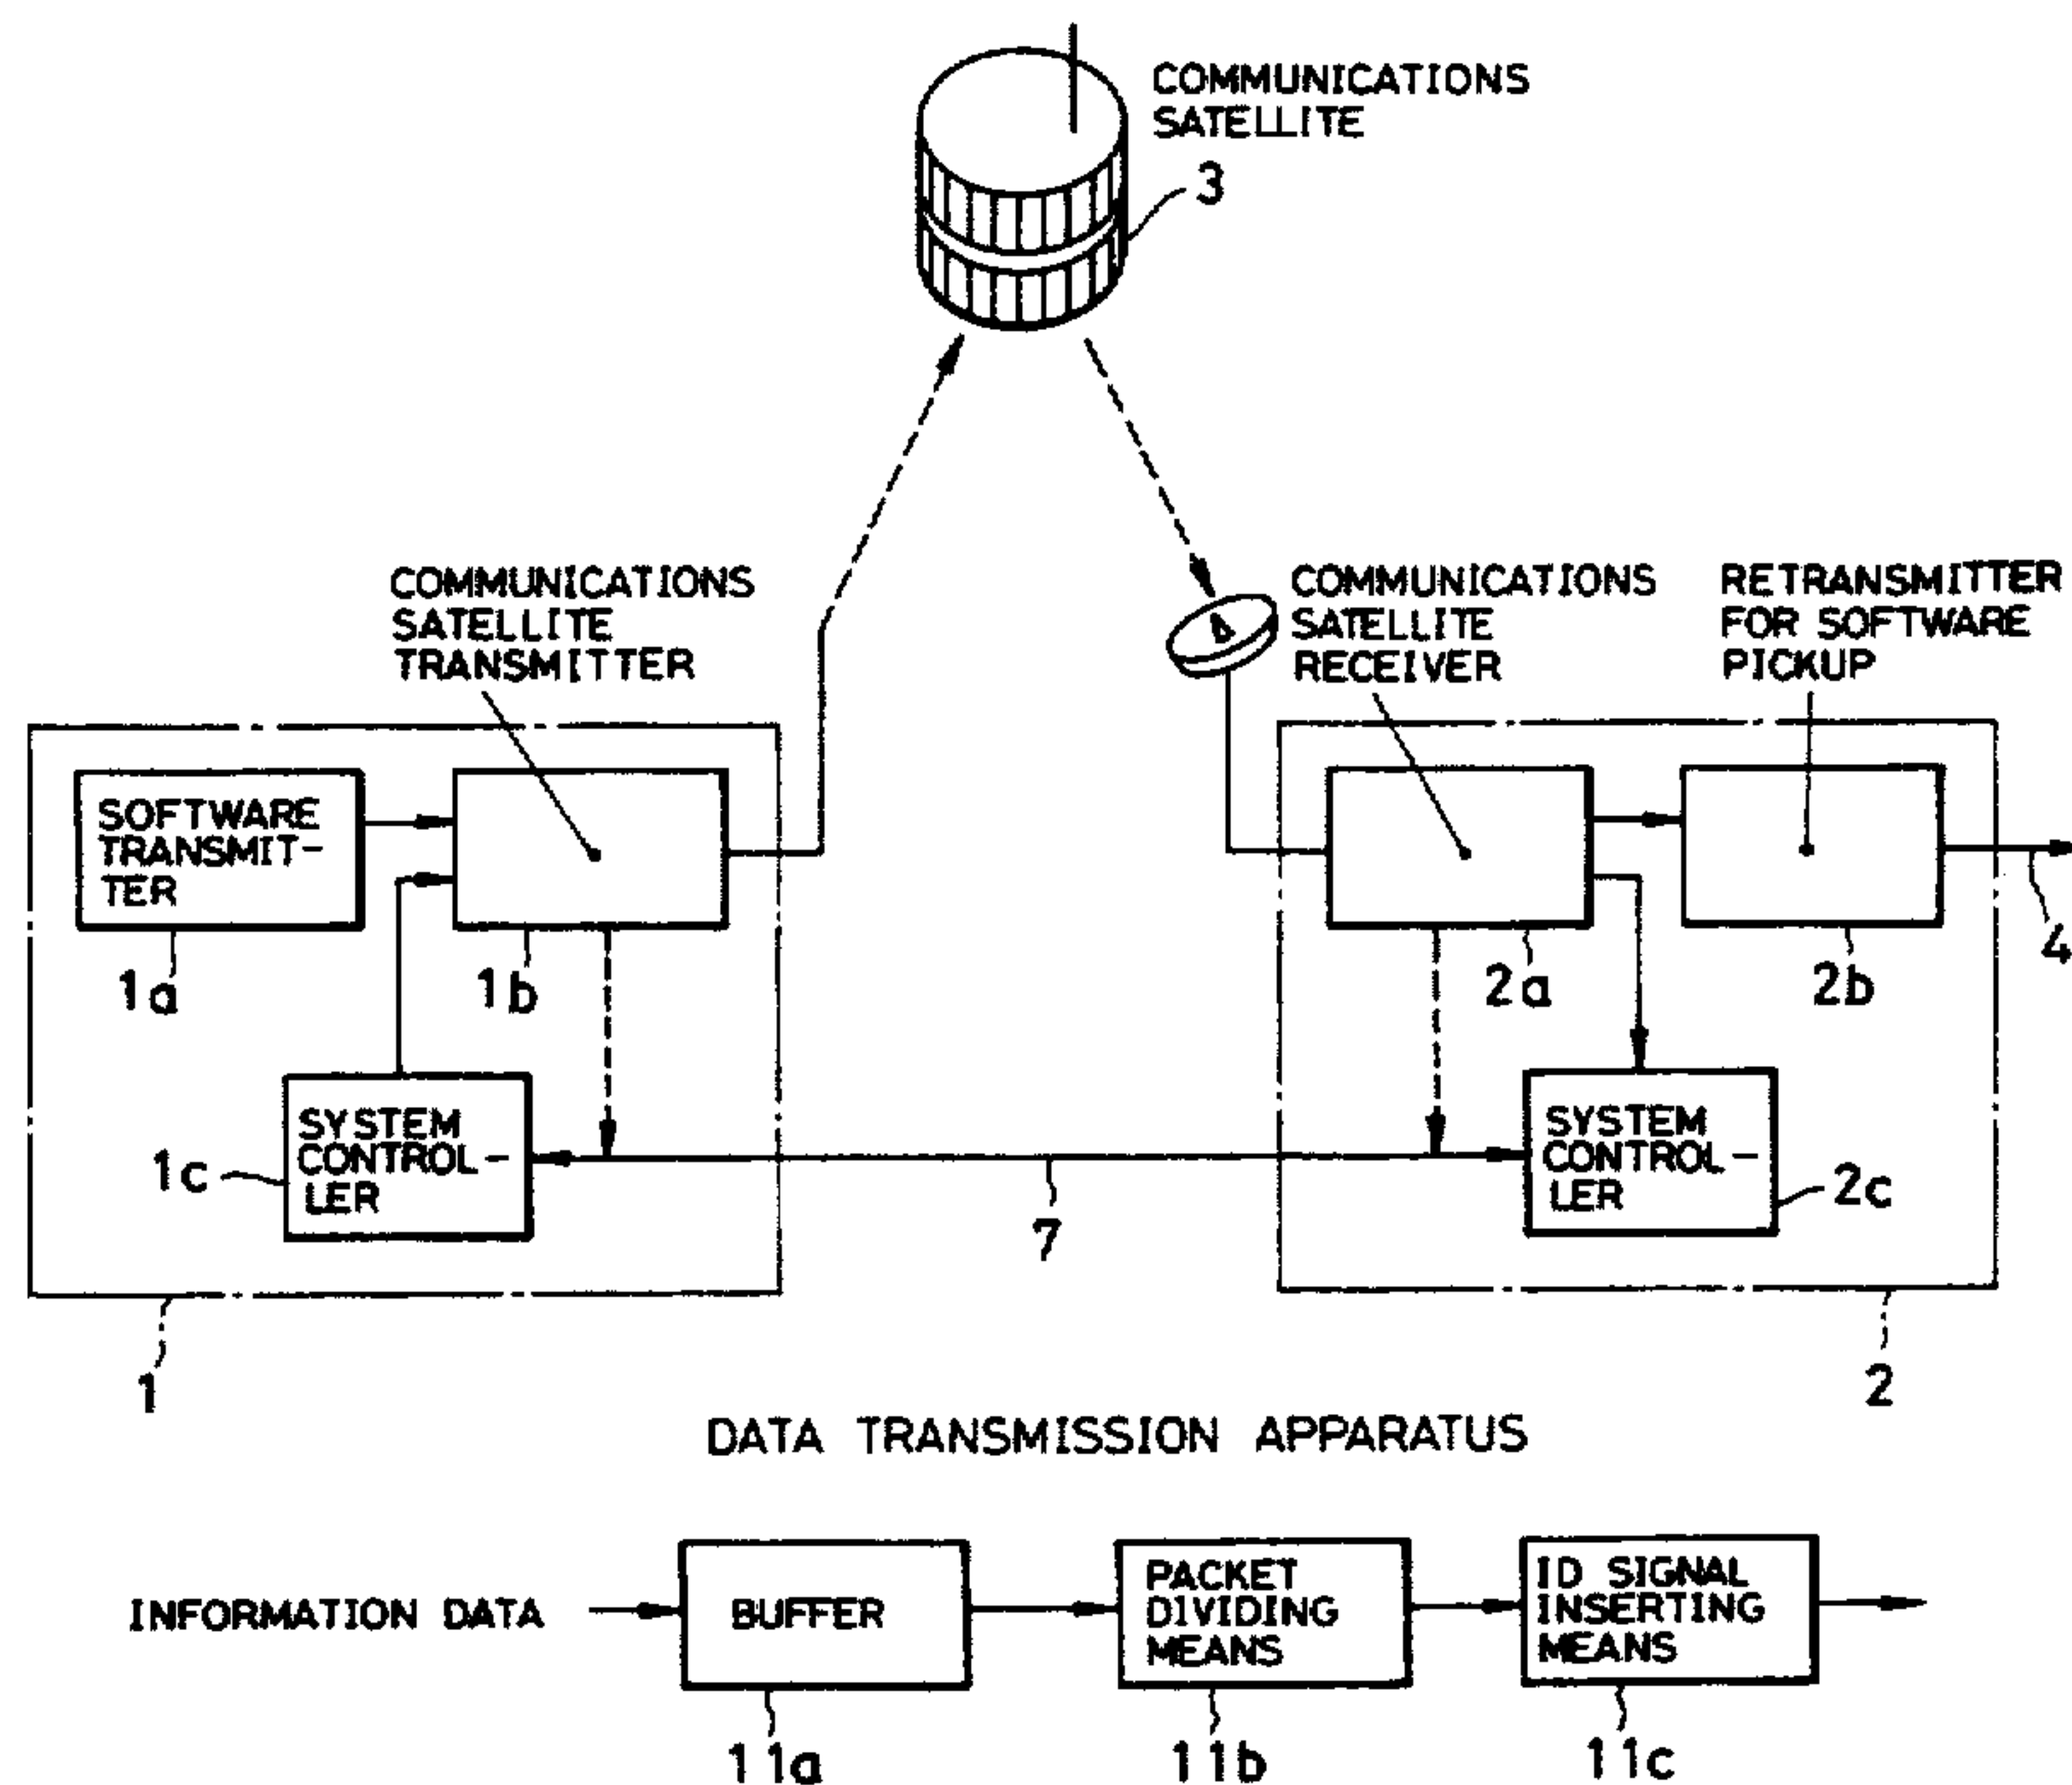 COMMUNICATIONS
SATELLITE
3
COMMUNICATIONS
SATELLITE
TRANSMITTER
COMMUNICATIONS
SATELLITE
RECEIVER
RETRANSMITTER
FOR SOFTWARE
PICKUP
SOFTWARE
TRANSMIT-
TER
1a
1b
2a
2b
4
SYSTEM
CONTROL-
LER
1c
7
SYSTEM
CONTROL-
LER
2c
1
2
DATA TRANSMISSION APPARATUS
INFORMATION DATA
BUFFER
PACKET
DIVIDING
MEANS
ID SIGNAL
INSERTING
MEANS
11a
11b
11c